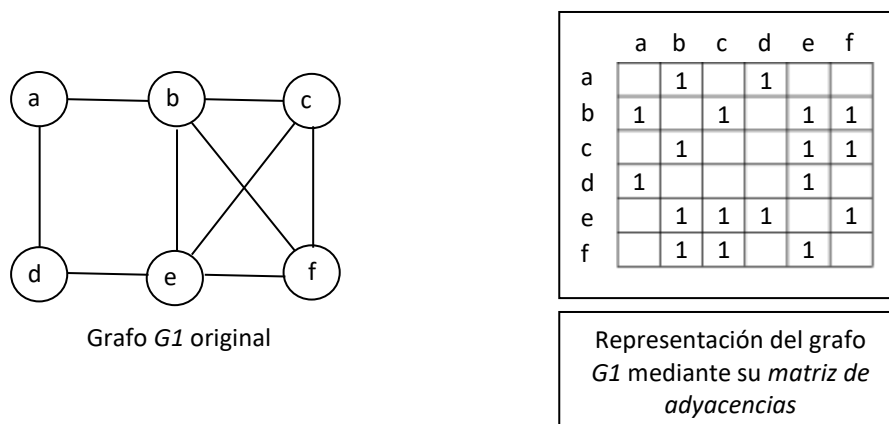 a b c
d e f
Grafo G1 original
a b c d e f
a 1 1
b 1 1 1 1
c 1 1 1
d 1 1
e 1 1 1 1
f 1 1 1
Representación del grafo
G1 mediante su matriz de
adyacencias